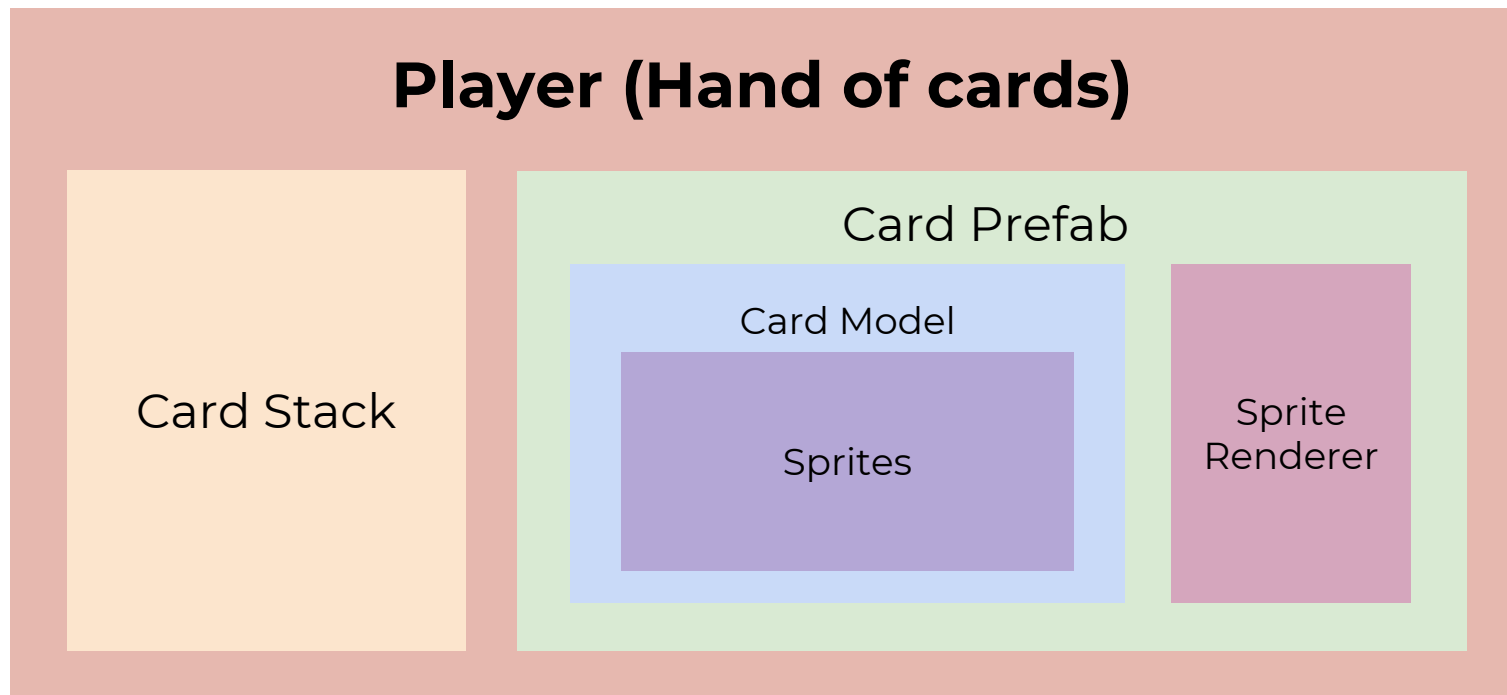 Player (Hand of cards)
Card Stack
Card Prefab
Card Model
Sprites
Sprite
Renderer